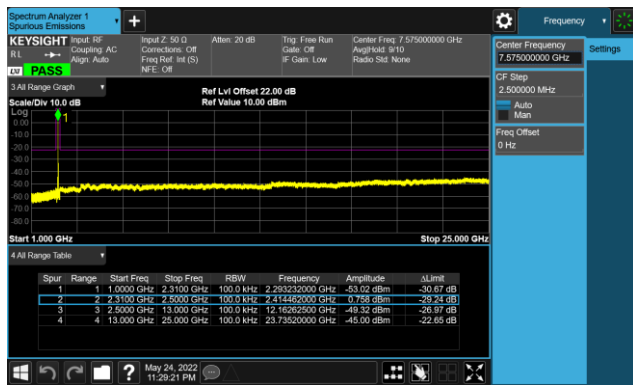 Spectrum Analyzer 1
Spurious Emissions
Frequency
KEYSIGHT Input: RF Input Z: 50 Ω Atten: 20 dB Trig: Free Run Center Freq: 7.575000000 GHz
RL Coupling: AC Corrections: Off Gate: Off Avg|Hold: 9/10
Align: Auto Freq Ref: Int (S) IF Gain: Low Radio Std: None
LXI PASS NFE: Off
Center Frequency
7.575000000 GHz
Settings
CF Step
2.500000 MHz
Auto
Man
Freq Offset
0 Hz
3 All Range Graph
Ref Lvl Offset 22.00 dB
Scale/Div 10.0 dB Ref Value 10.00 dBm
Log
1
0.00
-10.0
-20.0
-30.0
-40.0
-50.0
-60.0
-70.0
-80.0
Start 1.000 GHz Stop 25.000 GHz
4 All Range Table
Spur Range Start Freq Stop Freq RBW Frequency Amplitude ΔLimit
1 1 1.0000 GHz 2.3100 GHz 100.0 kHz 2.293232000 GHz -53.02 dBm -30.67 dB
2 2 2.3100 GHz 2.5000 GHz 100.0 kHz 2.414462000 GHz 0.758 dBm -29.24 dB
3 3 2.5000 GHz 13.000 GHz 100.0 kHz 12.16262500 GHz -49.32 dBm -26.97 dB
4 4 13.000 GHz 25.000 GHz 100.0 kHz 23.73520000 GHz -45.00 dBm -22.65 dB
? May 24, 2022
11:29:21 PM